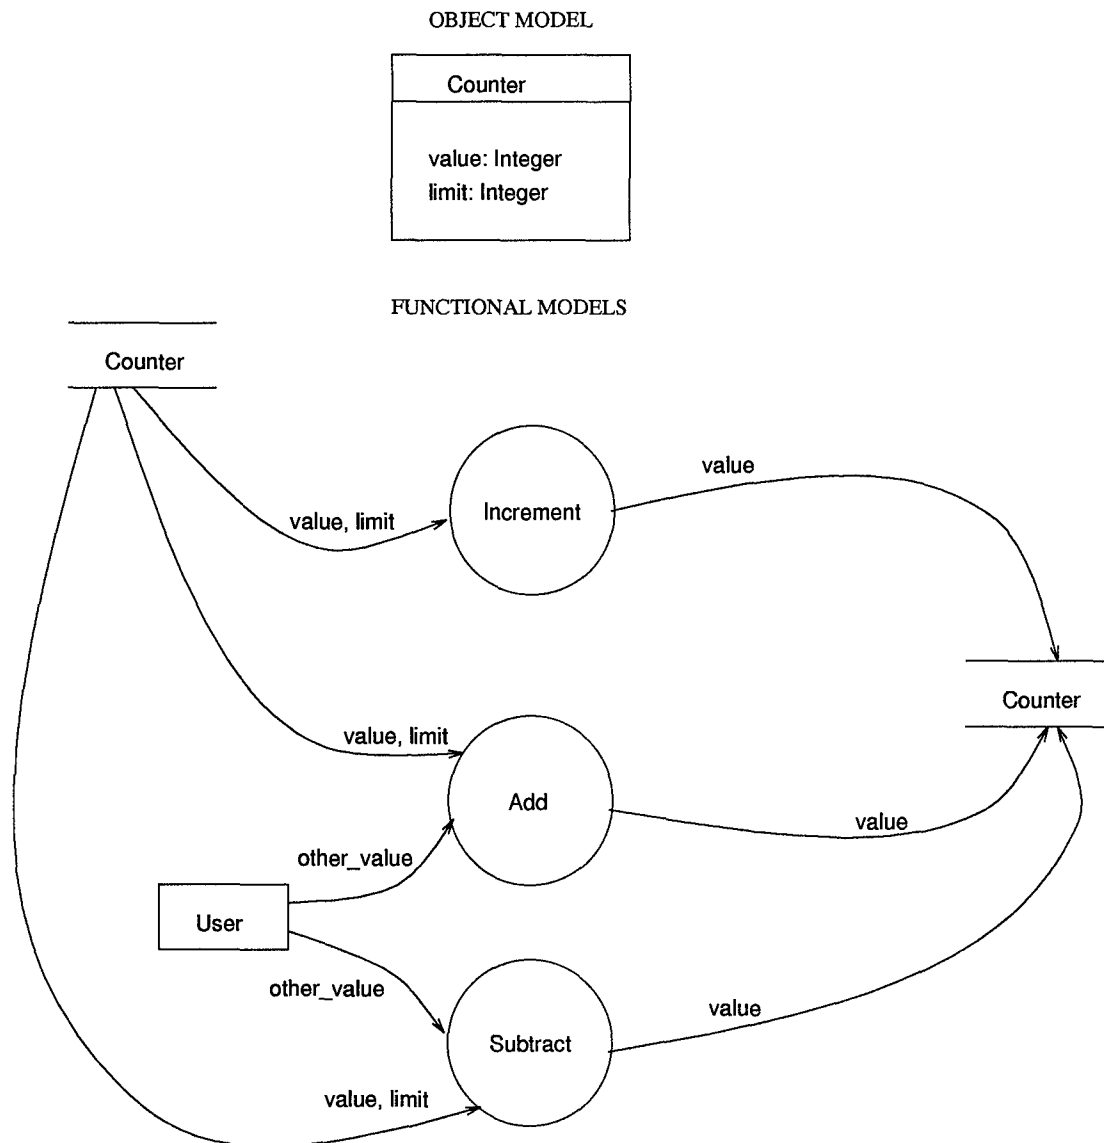 OBJECT MODEL
Counter
value: Integer
limit: Integer
FUNCTIONAL MODELS
Counter
value
Increment
value, limit
Counter
value, limit
Add
value
other_value
User
other_value
value
Subtract
value, limit